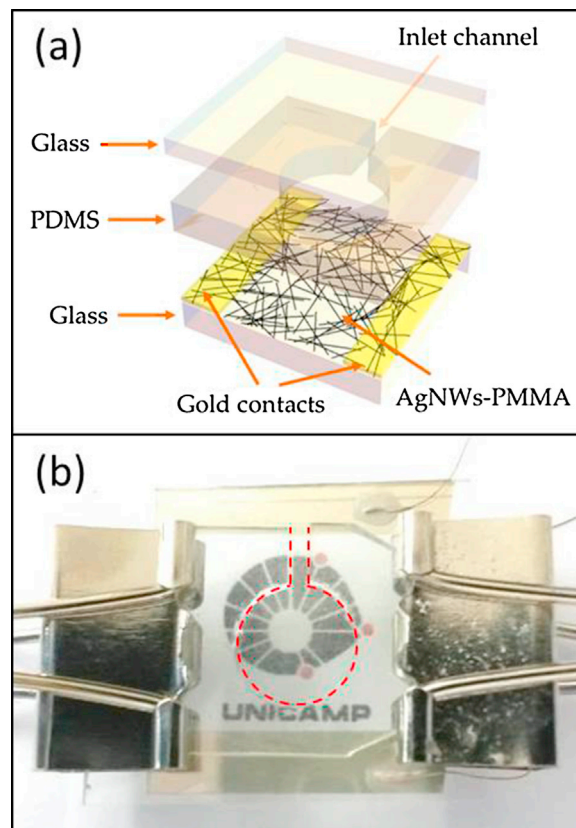 (a)
Inlet channel
Glass
PDMS
Glass
Gold contacts
AgNWs-PMMA
(b)
UNICAMP